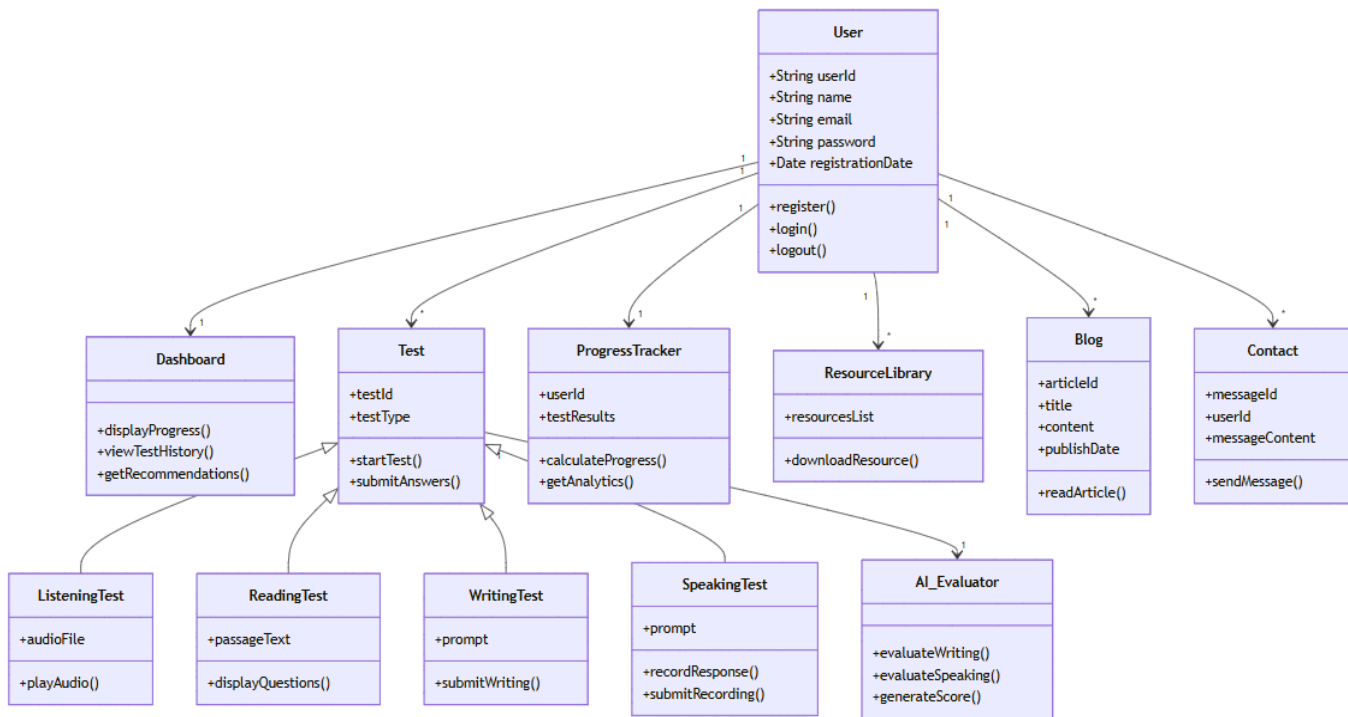 User
+String userId
+String name
+String email
+String password
+Date registrationDate
+register()
+login()
+logout()
1
1
1
1
1
1
1
*
1
*
*
*
Dashboard
+displayProgress()
+viewTestHistory()
+getRecommendations()
Test
+testId
+testType
+startTest()
+submitAnswers()
ProgressTracker
+userId
+testResults
+calculateProgress()
+getAnalytics()
ResourceLibrary
+resourcesList
+downloadResource()
Blog
+articleId
+title
+content
+publishDate
+readArticle()
Contact
+messageId
+userId
+messageContent
+sendMessage()
1
1
ListeningTest
+audioFile
+playAudio()
ReadingTest
+passageText
+displayQuestions()
WritingTest
+prompt
+submitWriting()
SpeakingTest
+prompt
+recordResponse()
+submitRecording()
AI_Evaluator
+evaluateWriting()
+evaluateSpeaking()
+generateScore()